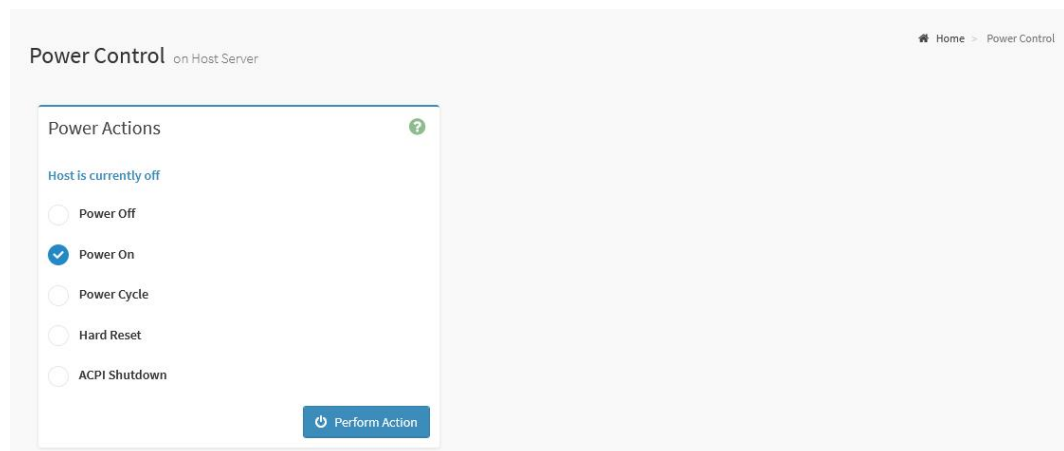 Home > Power Control
Power Control on Host Server
Power Actions
Host is currently off
Power Off
Power On
Power Cycle
Hard Reset
ACPI Shutdown
Perform Action